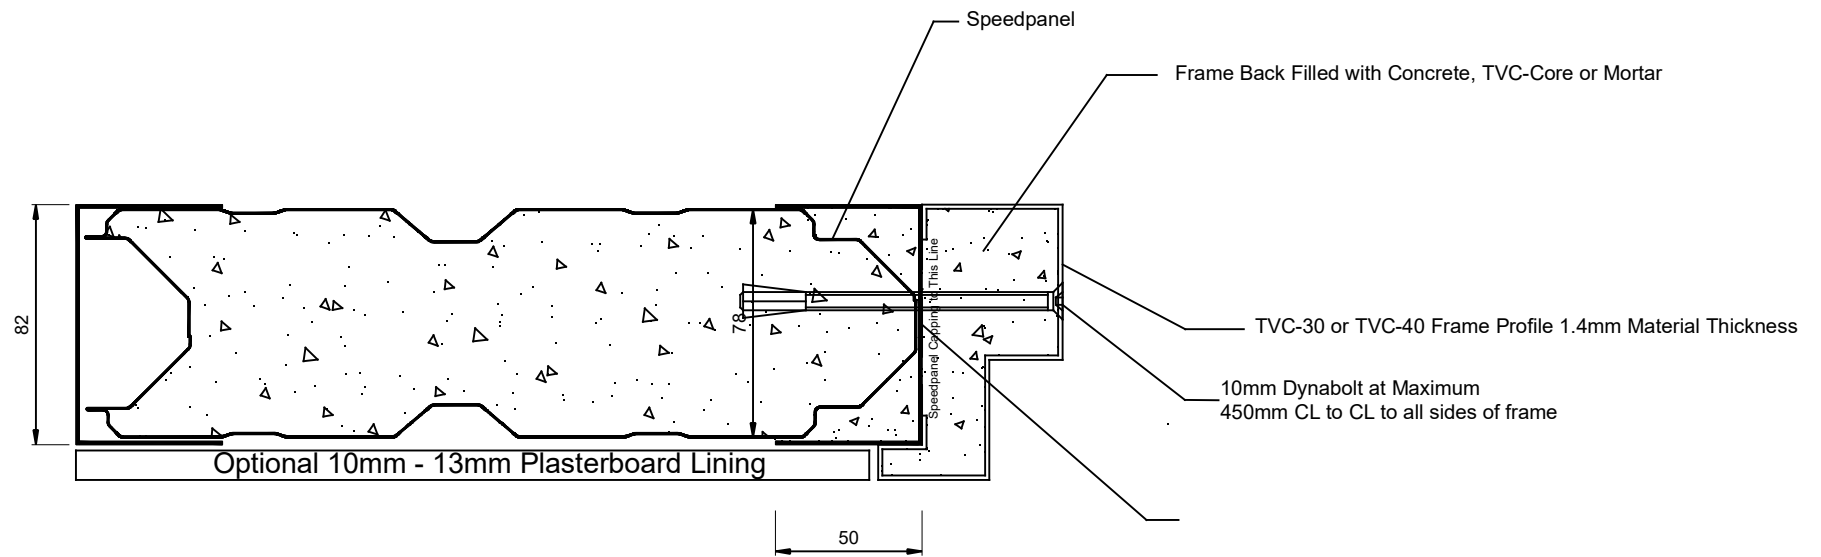 Speedpanel
Frame Back Filled with Concrete, TVC-Core or Mortar
82
78
Speedpanel Capping to This Line
TVC-30 or TVC-40 Frame Profile 1.4mm Material Thickness
10mm Dynabolt at Maximum
450mm CL to CL to all sides of frame
Optional 10mm - 13mm Plasterboard Lining
50